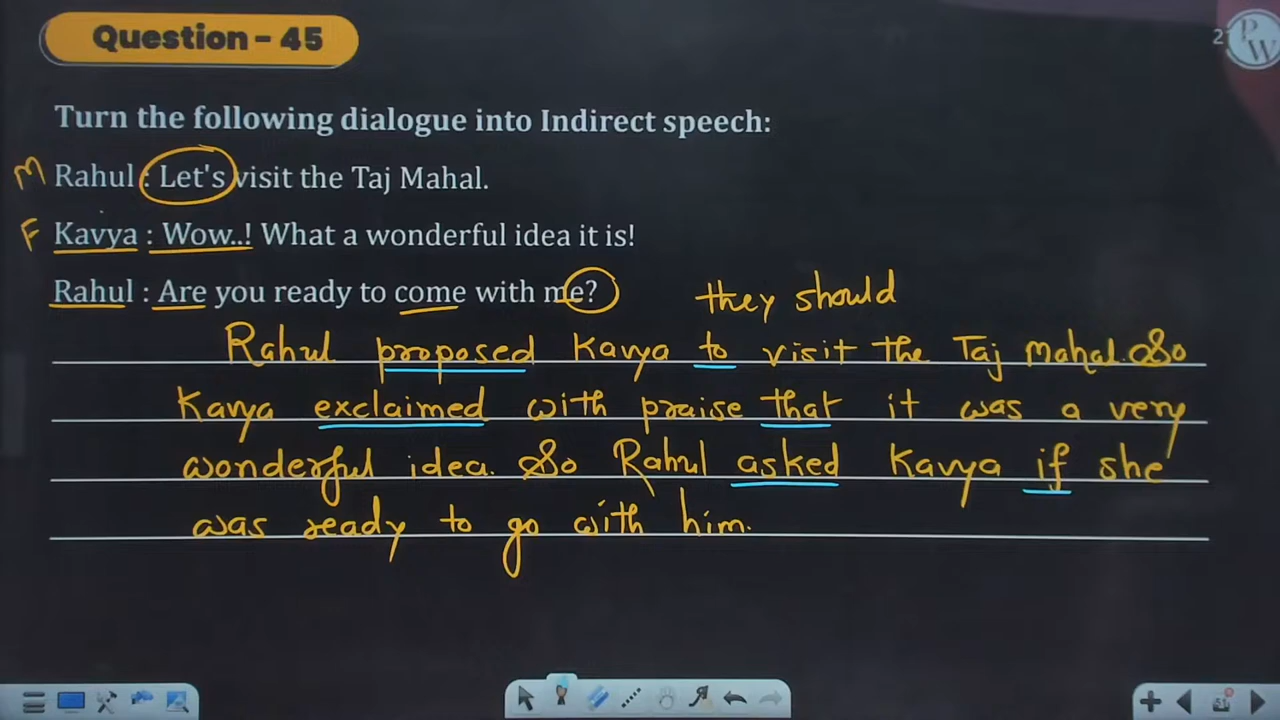 Question - 45
2
PW
Turn the following dialogue into Indirect speech:
M Rahul : Let's visit the Taj Mahal.
F Kavya : Wow..! What a wonderful idea it is!
Rahul : Are you ready to come with me?
they should
Rahul proposed Kavya to visit the Taj Mahal. So
Kavya exclaimed with praise that it was a very
wonderful idea. So Rahul asked Kavya if she
was ready to go with him.